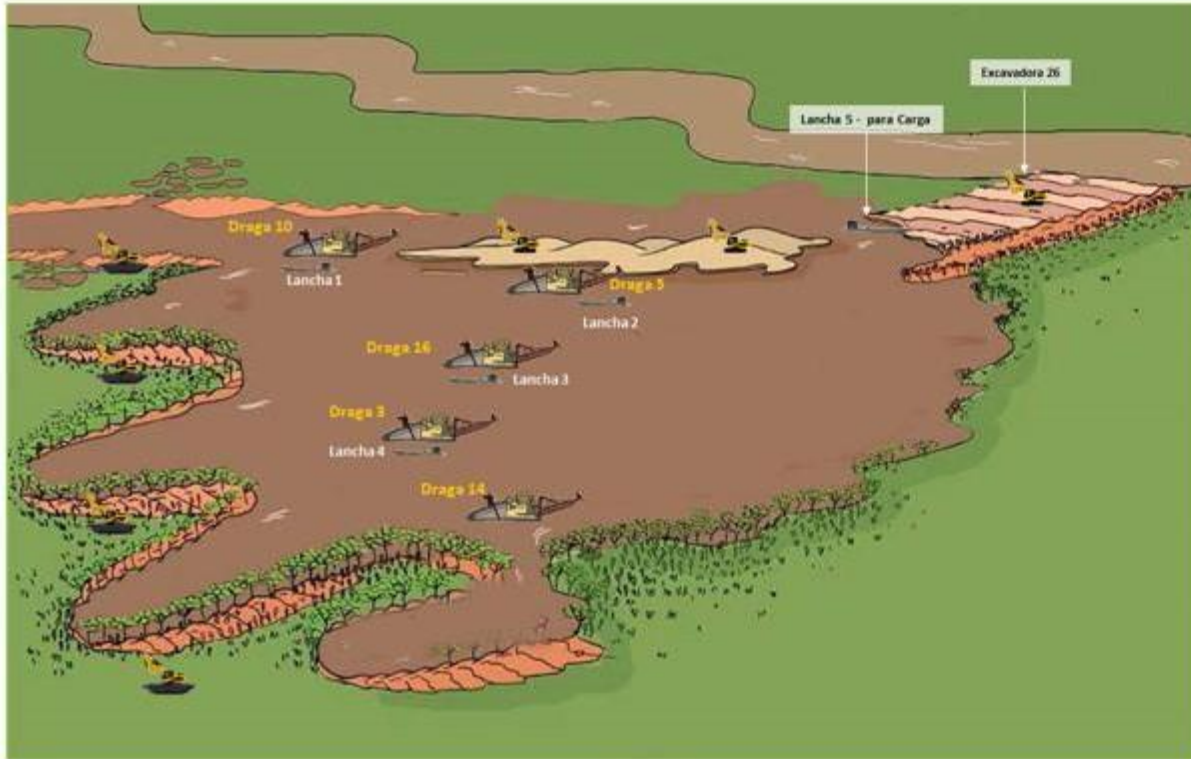 Excavadora 26
Lancha 5 - para Carga
Draga 10
Lancha 1
Draga 5
Lancha 2
Draga 16
Lancha 3
Draga 3
Lancha 4
Draga 14